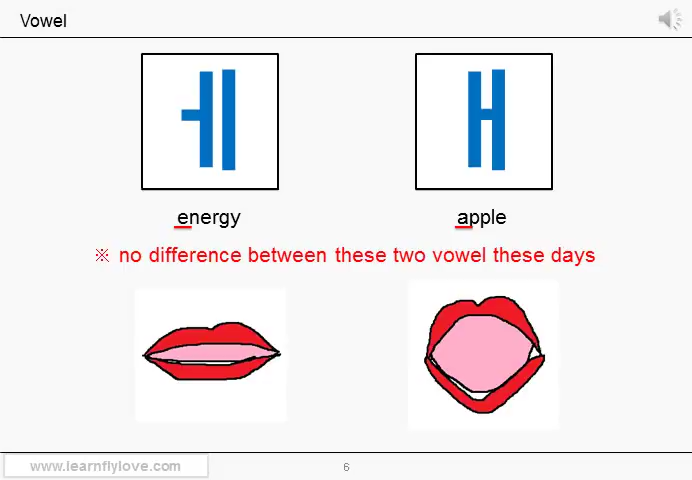 Vowel
ㅔ ㅐ
energy apple
※ no difference between these two vowel these days
www.learnflylove.com 6